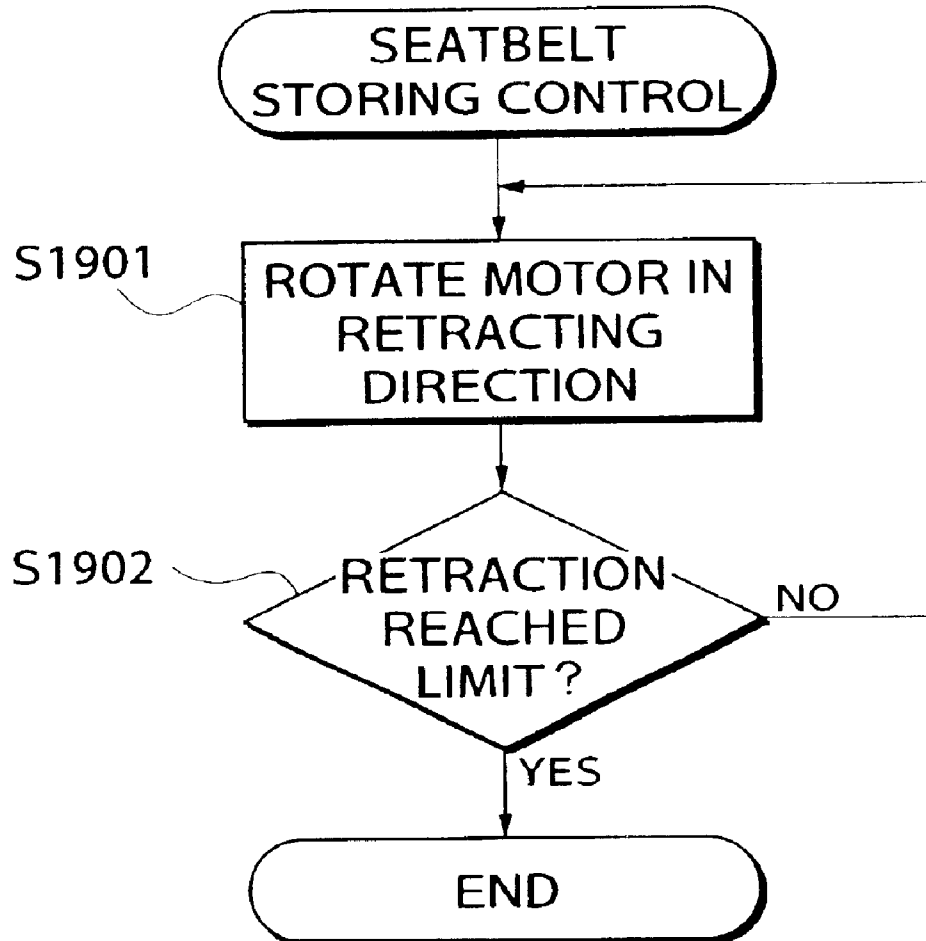 SEATBELT
STORING CONTROL
S1901
ROTATE MOTOR IN
RETRACTING
DIRECTION
S1902
RETRACTION
REACHED
LIMIT?
NO
YES
END